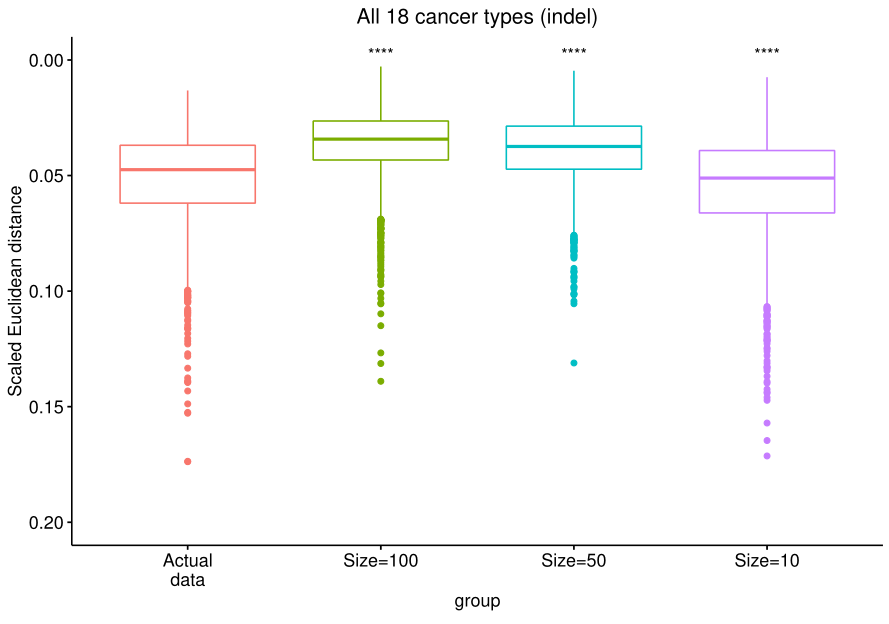 All 18 cancer types (indel)
**** **** ****
0.00
0.05
0.10
0.15
0.20
Scaled Euclidean distance
Actual data
Size=100
Size=50
Size=10
group